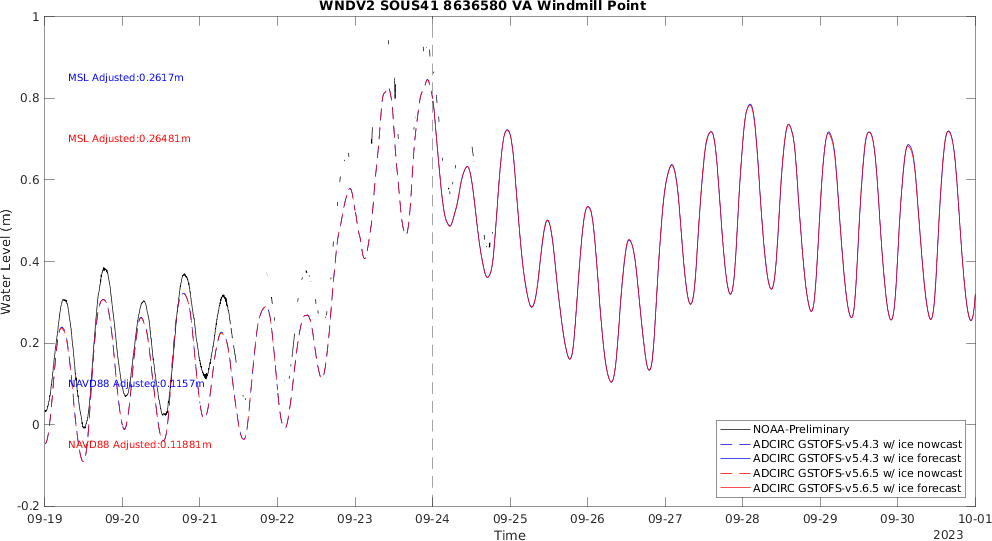 WNDV2 SOUS41 8636580 VA Windmill Point
1
0.8
0.6
0.4
0.2
0
-0.2
Water Level (m)
MSL Adjusted:0.2617m
MSL Adjusted:0.26481m
NAVD88 Adjusted:0.1157m
NAVD88 Adjusted:0.11881m
NOAA-Preliminary
ADCIRC GSTOFS-v5.4.3 w/ ice nowcast
ADCIRC GSTOFS-v5.4.3 w/ ice forecast
ADCIRC GSTOFS-v5.6.5 w/ ice nowcast
ADCIRC GSTOFS-v5.6.5 w/ ice forecast
09-19 09-20 09-21 09-22 09-23 09-24 09-25 09-26 09-27 09-28 09-29 09-30 10-01
Time
2023